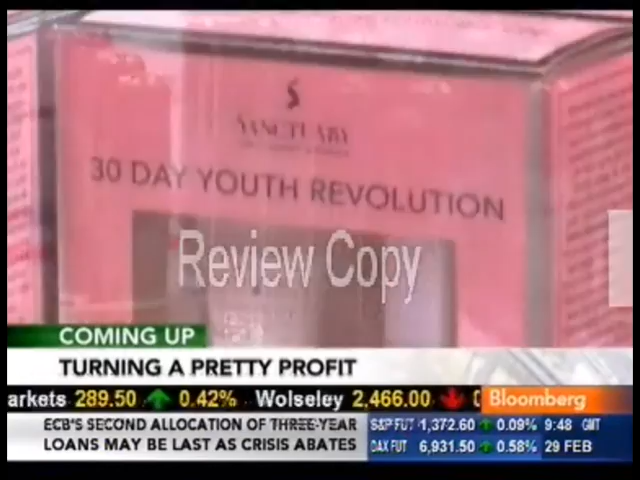 SANCTUARY
30 DAY YOUTH REVOLUTION
Review Copy
COMING UP
TURNING A PRETTY PROFIT
arkets 289.50 0.42% Wolseley 2,466.00
Bloomberg
ECB'S SECOND ALLOCATION OF THREE-YEAR
LOANS MAY BE LAST AS CRISIS ABATES
S&P FUT 1,372.60 0.09% 9:48 GMT
DAX FUT 6,931.50 0.58% 29 FEB